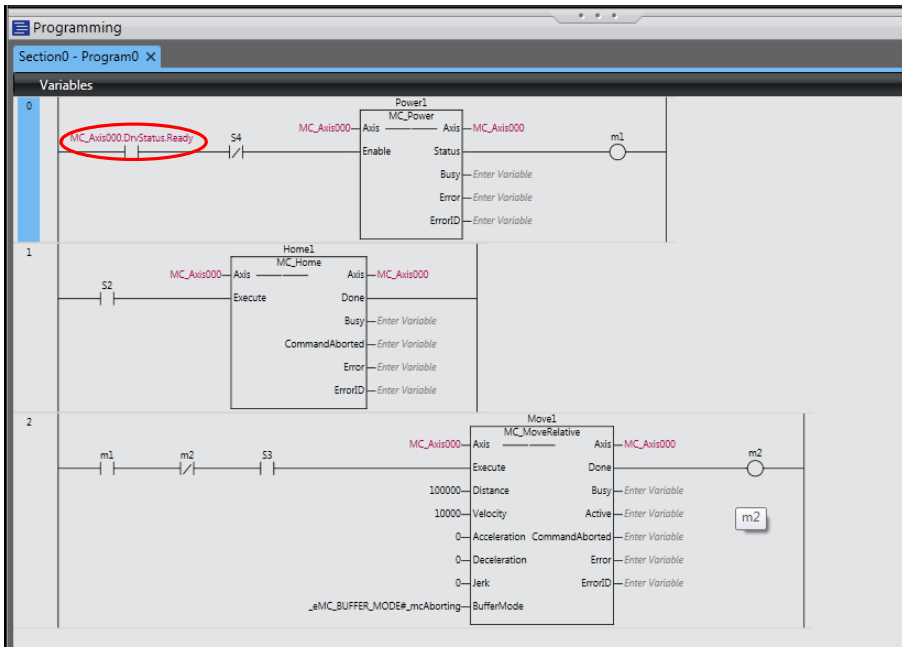 Programming
Section0 - Program0 ×
Variables
0
Power1
MC_Power
MC_Axis000.DrvStatus.Ready S4 MC_Axis000 Axis Axis MC_Axis000 m1
Enable Status
Busy Enter Variable
Error Enter Variable
ErrorID Enter Variable
1
Home1
MC_Home
S2 MC_Axis000 Axis Axis MC_Axis000
Execute Done
Busy Enter Variable
CommandAborted Enter Variable
Error Enter Variable
ErrorID Enter Variable
2
Move1
MC_MoveRelative
MC_Axis000 Axis Axis MC_Axis000
m1 m2 S3 Execute Done m2
100000 Distance Busy Enter Variable
10000 Velocity Active Enter Variable
m2
0 Acceleration CommandAborted Enter Variable
0 Deceleration Error Enter Variable
0 Jerk ErrorID Enter Variable
_eMC_BUFFER_MODE#_mcAborting BufferMode